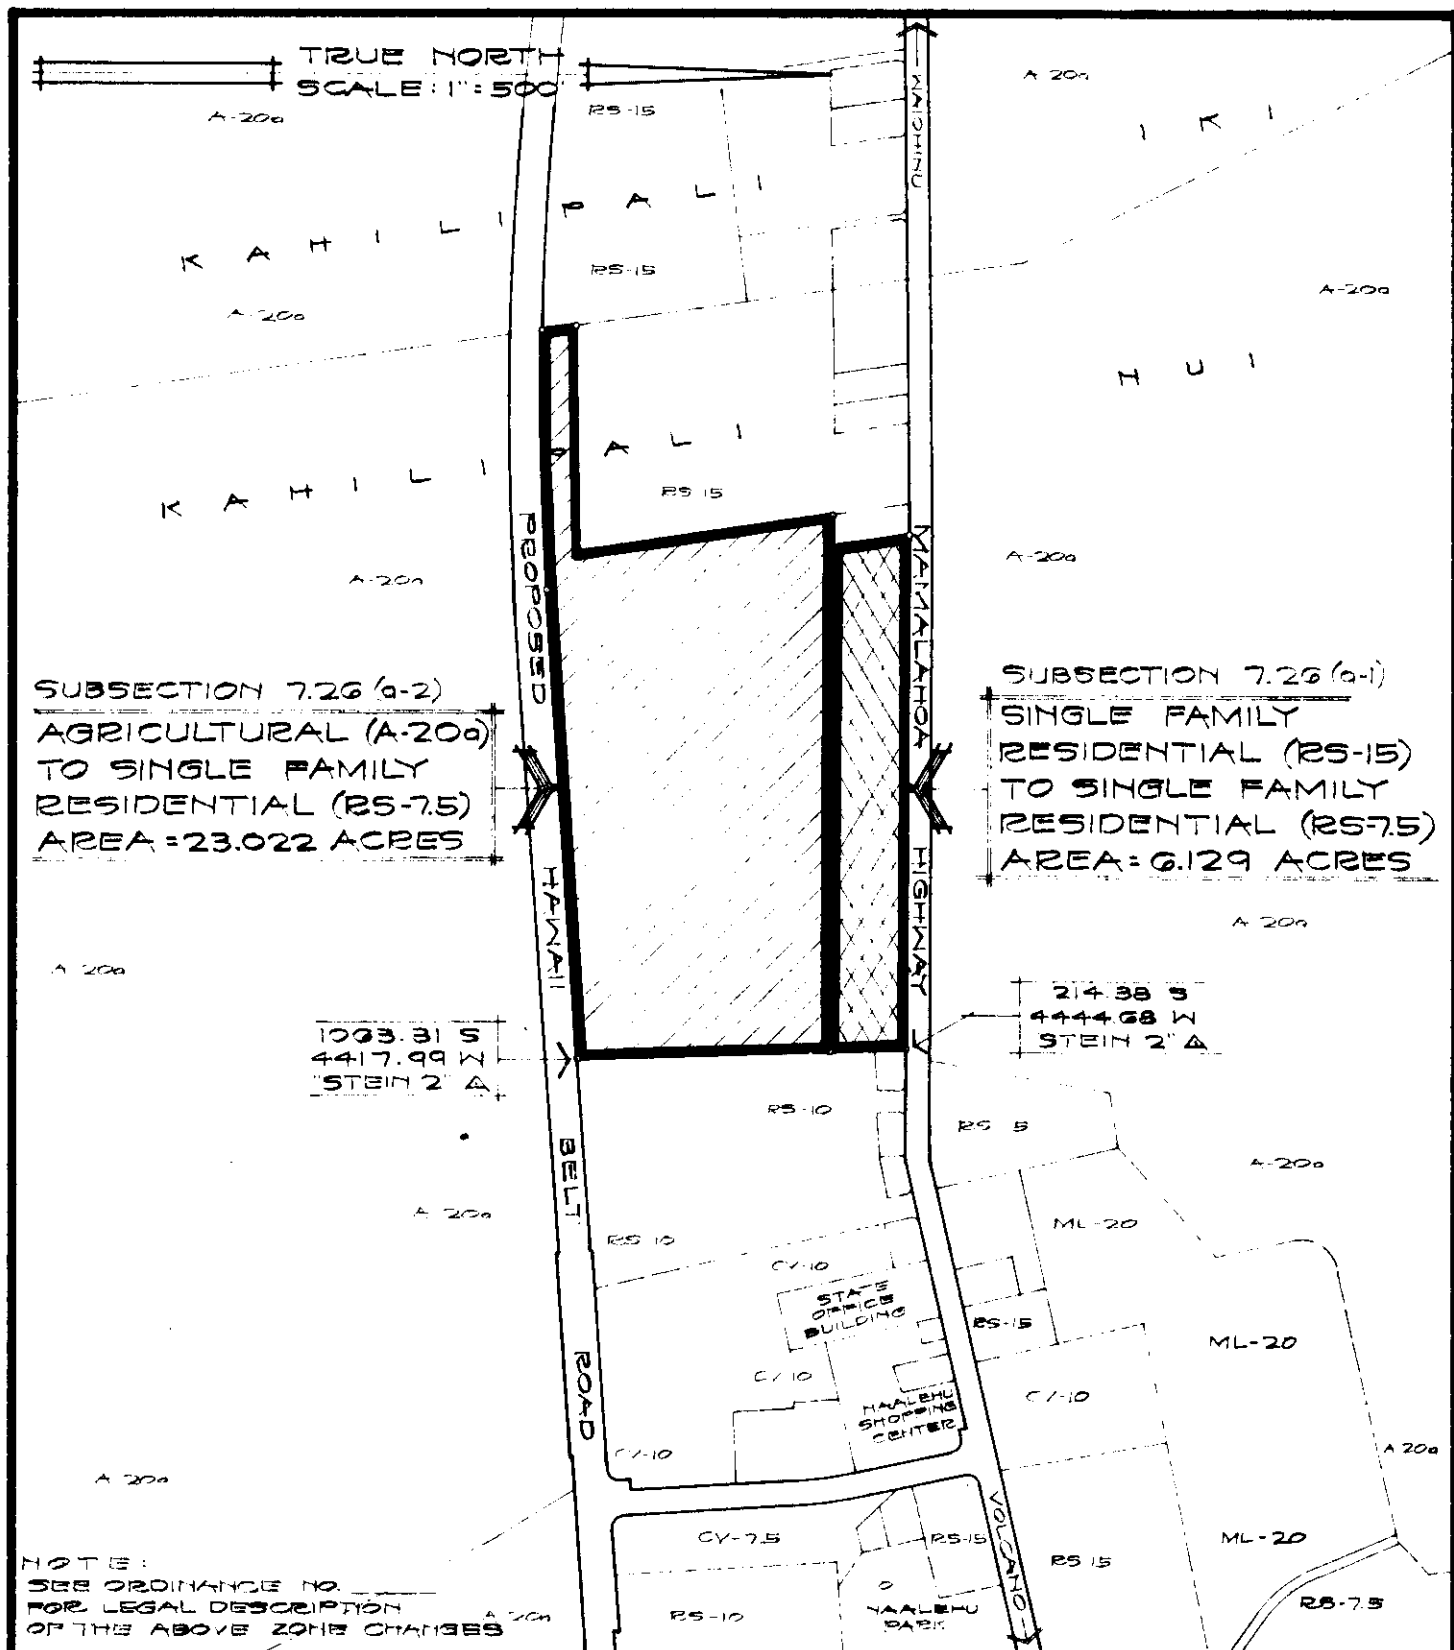 TRUE NORTH
SCALE: 1" = 500'
A-20a
RS-15
A-20a
WAIOHINU
I K I
K A H I L I P A L I
RS-15
A-20a
A-20a
H U I
K A H I L I P A L I
RS-15
A-20a
A-20a
PROPOSED
MAMALAHOA
SUBSECTION 7.26 (a-2)
AGRICULTURAL (A-20a)
TO SINGLE FAMILY
RESIDENTIAL (RS-7.5)
AREA = 23.022 ACRES
SUBSECTION 7.26 (a-1)
SINGLE FAMILY
RESIDENTIAL (RS-15)
TO SINGLE FAMILY
RESIDENTIAL (RS-7.5)
AREA = 6.129 ACRES
HAWAII
HIGHWAY
A-20a
A-20a
4417.99 W
"STEIN 2" Δ
214.38 S
4444.68 W
STEIN 2" Δ
RS-10
A-20a
BELT
A-20a
RS-10
ML-20
CV-10
STATE
OFFICE
BUILDING
RS-15
ML-20
CV-10
CV-10
NAALEHU
SHOPPING
CENTER
ROAD
CV-10
A-20a
A-20a
VOLCANO
CV-7.5
RS-15
RS-15
ML-20
NOTE:
SEE ORDINANCE NO. ______
FOR LEGAL DESCRIPTION
OF THE ABOVE ZONE CHANGES
A-20a
RS-10
NAALEHU
PARK
RS-7.5